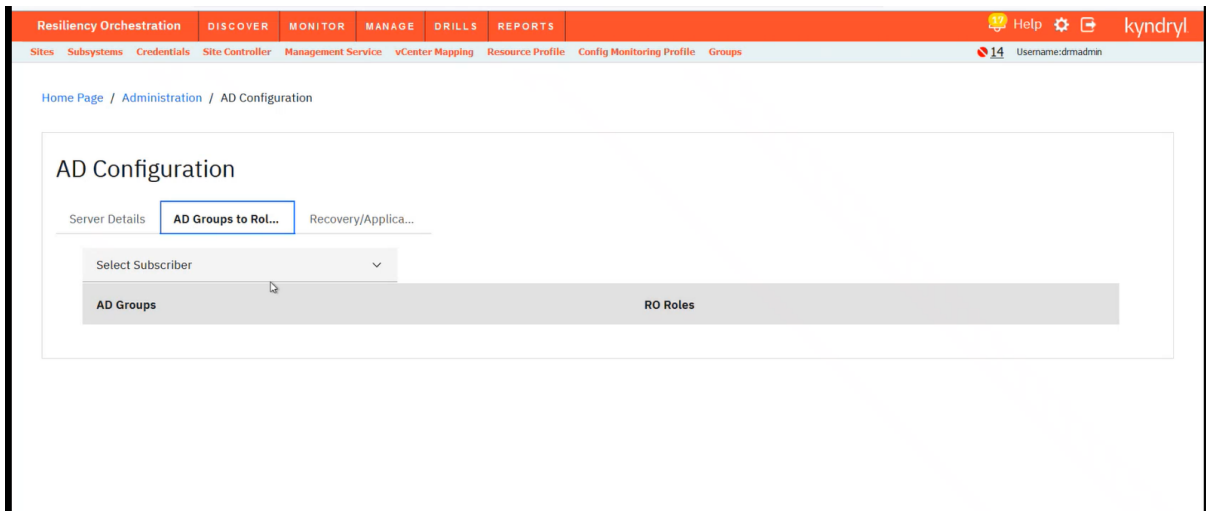 Resiliency Orchestration DISCOVER MONITOR MANAGE DRILLS REPORTS 17 Help kyndryl
Sites Subsystems Credentials Site Controller Management Service vCenter Mapping Resource Profile Config Monitoring Profile Groups 14 Username:drmadmin
Home Page / Administration / AD Configuration
AD Configuration
Server Details AD Groups to Rol... Recovery/Applica...
Select Subscriber
AD Groups RO Roles